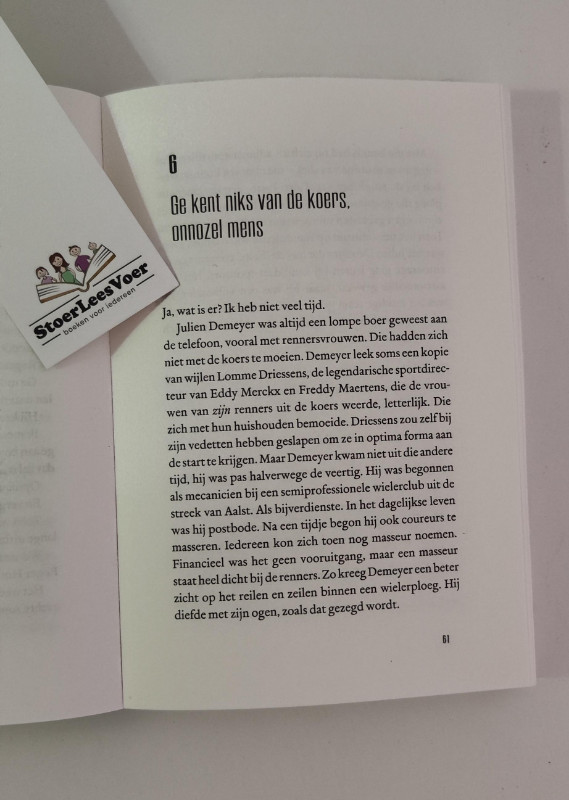 StoerLeesVoer
boeken voor iedereen
6
Ge kent niks van de koers,
onnozel mens
Ja, wat is er? Ik heb niet veel tijd.
Julien Demeyer was altijd een lompe boer geweest aan
de telefoon, vooral met rennersvrouwen. Die hadden zich
niet met de koers te moeien. Demeyer leek soms een kopie
van wijlen Lomme Driessens, de legendarische sportdirec-
teur van Eddy Merckx en Freddy Maertens, die de vrou-
wen van zijn renners uit de koers weerde, letterlijk. Die
zich met hun huishouden bemoeide. Driessens zou zelf bij
zijn vedetten hebben geslapen om ze in optima forma aan
de start te krijgen. Maar Demeyer kwam niet uit die andere
tijd, hij was pas halverwege de veertig. Hij was begonnen
als mecanicien bij een semiprofessionele wielerclub uit de
streek van Aalst. Als bijverdienste. In het dagelijkse leven
was hij postbode. Na een tijdje begon hij ook coureurs te
masseren. Iedereen kon zich toen nog masseur noemen.
Financieel was het geen vooruitgang, maar een masseur
staat heel dicht bij de renners. Zo kreeg Demeyer een beter
zicht op het reilen en zeilen binnen een wielerploeg. Hij
diefde met zijn ogen, zoals dat gezegd wordt.
61